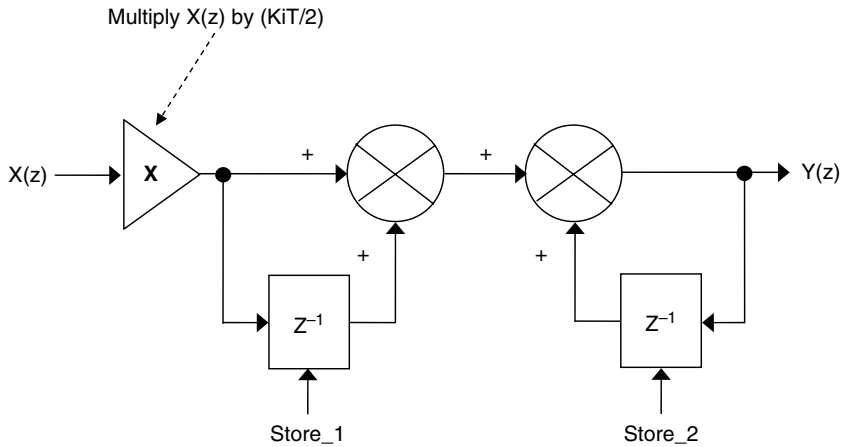 Multiply X(z) by (KiT/2)
X(z)
X
+
+
Y(z)
+
+
Z⁻¹
Z⁻¹
Store_1
Store_2